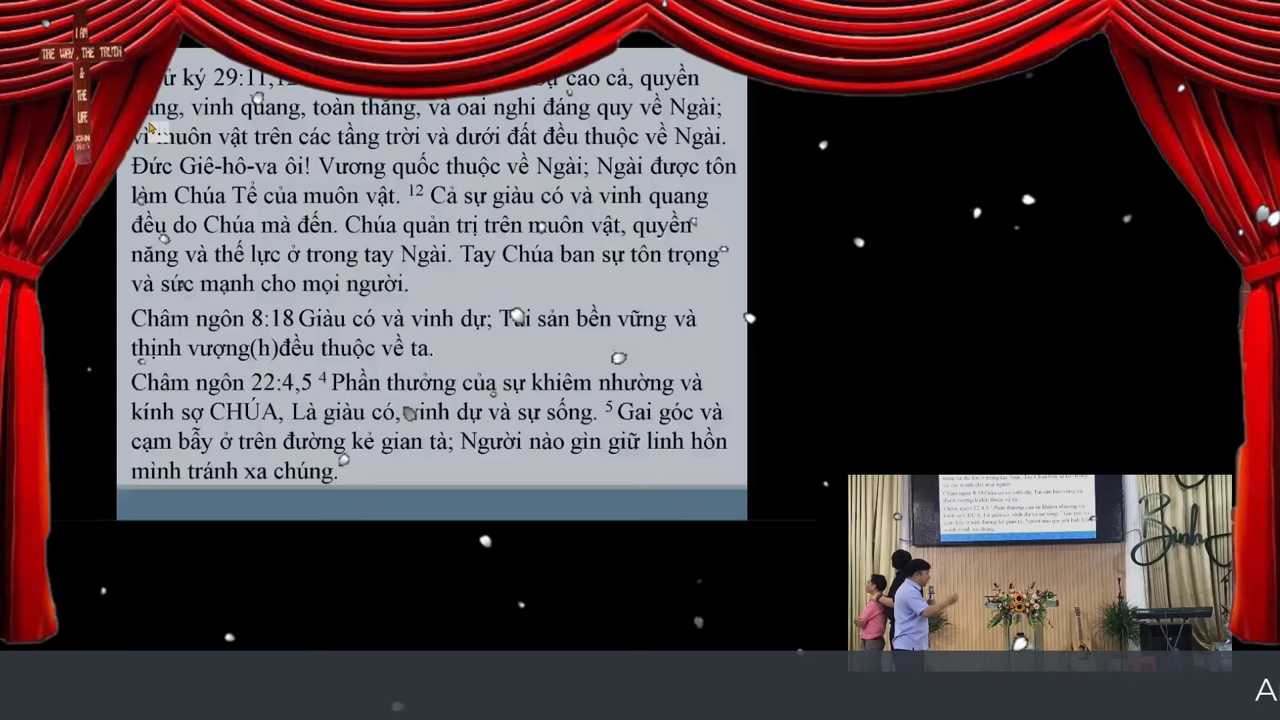 I AM
THE WAY, THE TRUTH
&
THE
LIFE
JOHN
ký 29:11,12 cao cả, quyền
vinh quang, toàn thắng, và oai nghi đáng quy về Ngài;
vì muôn vật trên các tầng trời và dưới đất đều thuộc về Ngài.
Đức Giê-hô-va ôi! Vương quốc thuộc về Ngài; Ngài được tôn
làm Chúa Tể của muôn vật. 12 Cả sự giàu có và vinh quang
đều do Chúa mà đến. Chúa quản trị trên muôn vật, quyền
năng và thế lực ở trong tay Ngài. Tay Chúa ban sự tôn trọng
và sức mạnh cho mọi người.
Châm ngôn 8:18 Giàu có và vinh dự; Tài sản bền vững và
thịnh vượng(h)đều thuộc về ta.
Châm ngôn 22:4,5 4 Phần thưởng của sự khiêm nhường và
kính sợ CHÚA, Là giàu có, vinh dự và sự sống. 5 Gai góc và
cạm bẫy ở trên đường kẻ gian tà; Người nào gìn giữ linh hồn
mình tránh xa chúng.
Bình
A